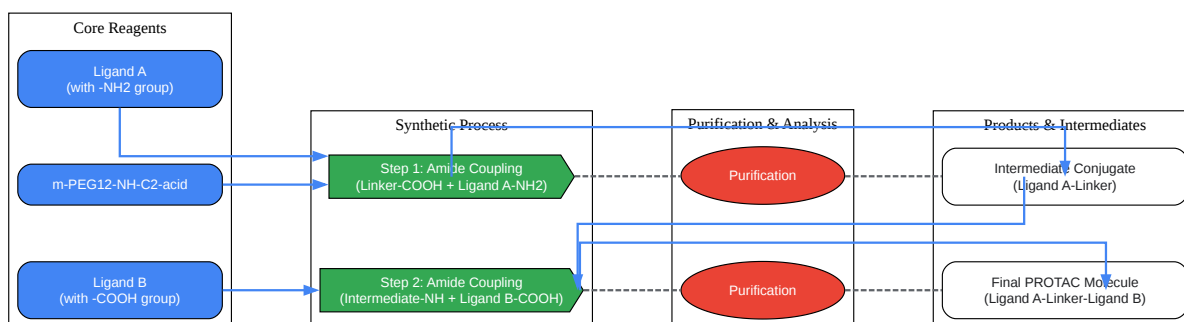 Core Reagents
Ligand A
(with -NH2 group)
m-PEG12-NH-C2-acid
Ligand B
(with -COOH group)
Synthetic Process
Step 1: Amide Coupling
(Linker-COOH + Ligand A-NH2)
Step 2: Amide Coupling
(Intermediate-NH + Ligand B-COOH)
Purification & Analysis
Purification
Purification
Products & Intermediates
Intermediate Conjugate
(Ligand A-Linker)
Final PROTAC Molecule
(Ligand A-Linker-Ligand B)